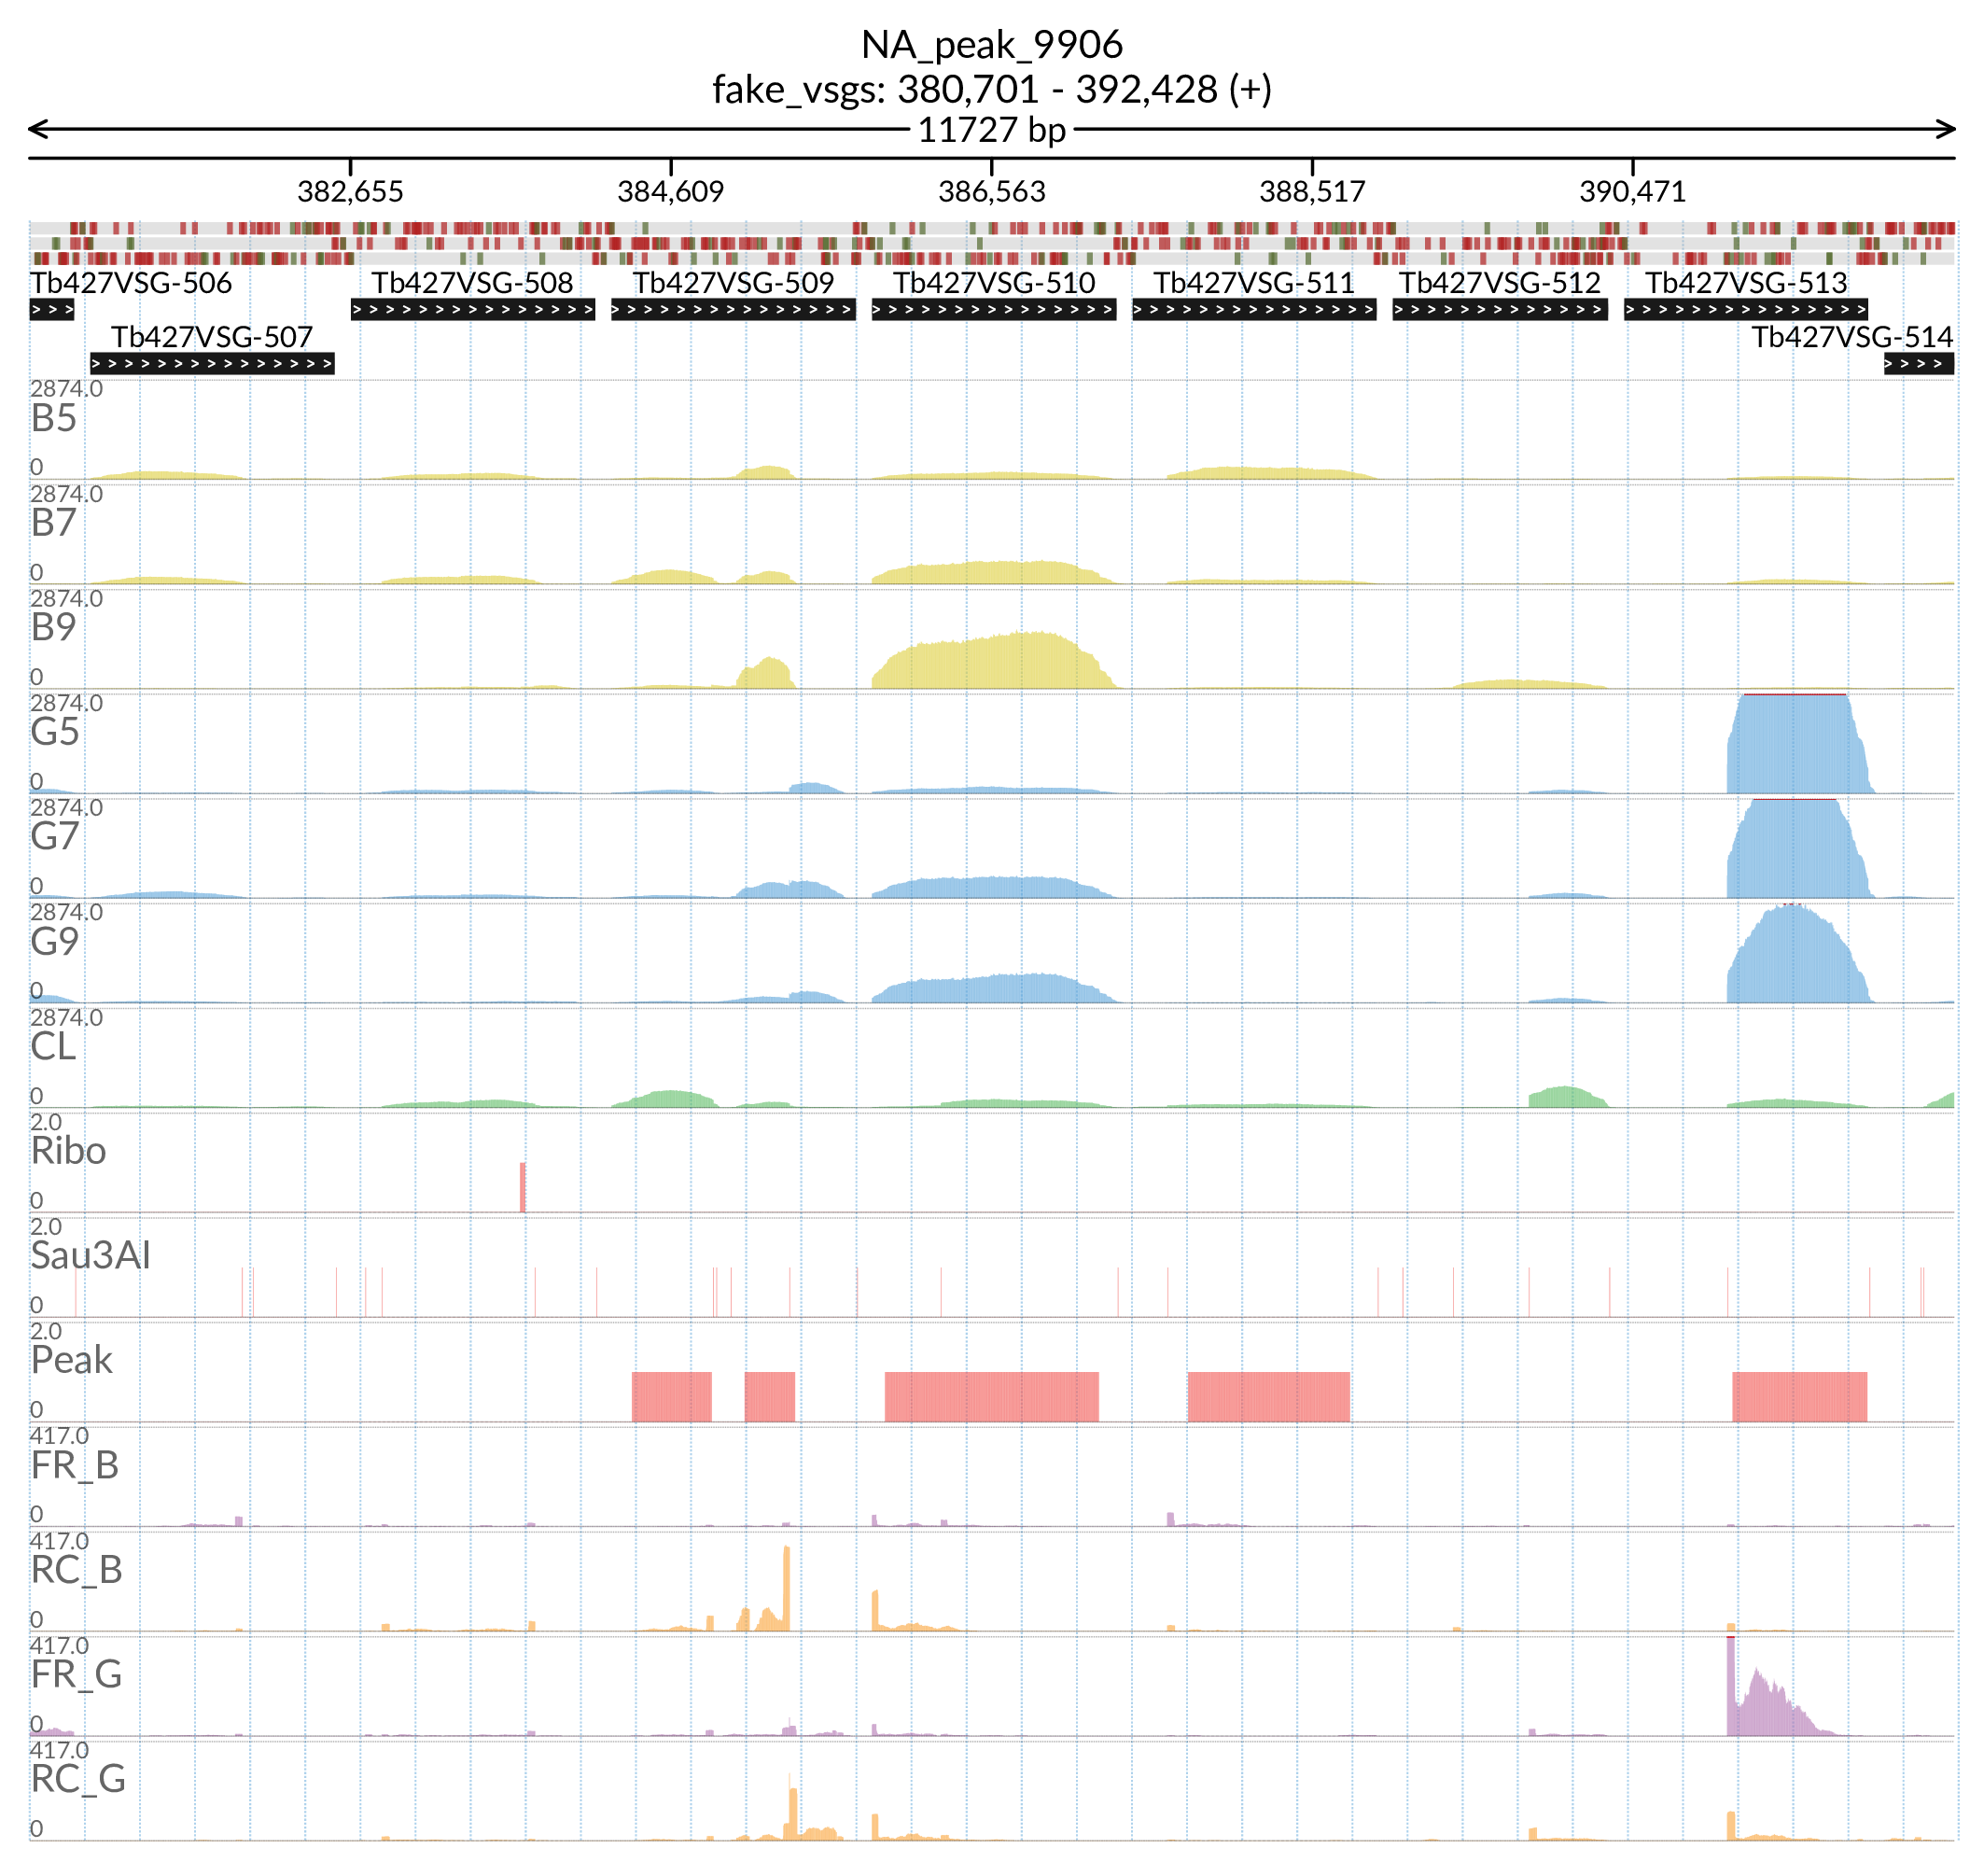 NA_peak_9906
fake_vsgs: 380,701 - 392,428 (+)
11727 bp
382,655 384,609 386,563 388,517 390,471
Tb427VSG-506 Tb427VSG-508 Tb427VSG-509 Tb427VSG-510 Tb427VSG-511 Tb427VSG-512 Tb427VSG-513
Tb427VSG-507 Tb427VSG-514
2874.0
B5
0
2874.0
B7
0
2874.0
B9
0
2874.0
G5
0
2874.0
G7
0
2874.0
G9
0
2874.0
CL
0
2.0
Ribo
0
2.0
Sau3AI
0
2.0
Peak
0
417.0
FR_B
0
417.0
RC_B
0
417.0
FR_G
0
417.0
RC_G
0